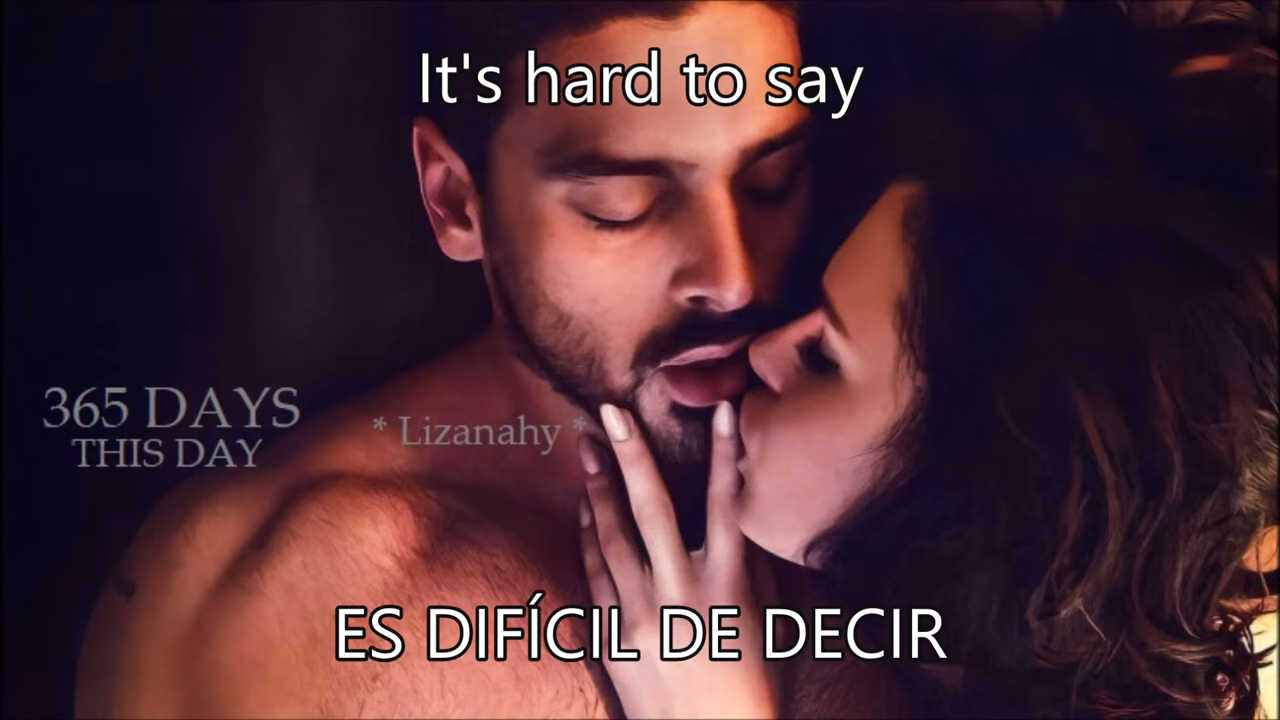 It's hard to say
365 DAYS
THIS DAY
* Lizanahy *
ES DIFÍCIL DE DECIR